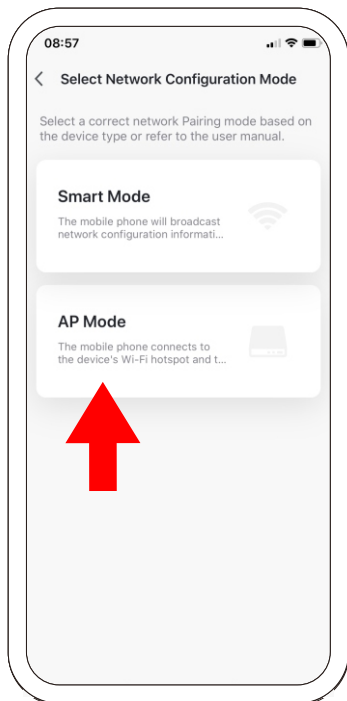 08:57
Select Network Configuration Mode
Select a correct network Pairing mode based on
the device type or refer to the user manual.
Smart Mode
The mobile phone will broadcast
network configuration informati...
AP Mode
The mobile phone connects to
the device's Wi-Fi hotspot and t...